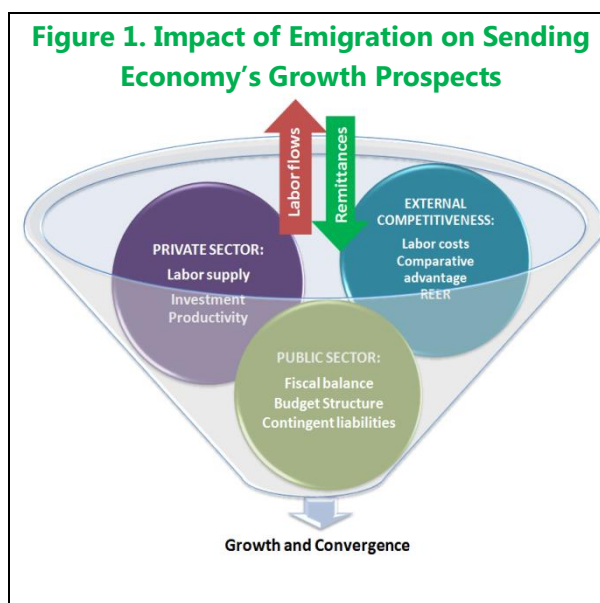 Figure 1. Impact of Emigration on Sending
Economy’s Growth Prospects
Labor flows
Remittances
PRIVATE SECTOR:
Labor supply
Investment
Productivity
EXTERNAL
COMPETITIVENESS:
Labor costs
Comparative
advantage
REER
PUBLIC SECTOR:
Fiscal balance
Budget Structure
Contingent liabilities
Growth and Convergence